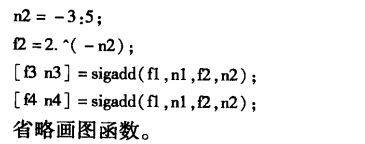 n2 = -3:5;
f2 = 2.^( - n2);
[f3 n3] = sigadd(f1,n1,f2,n2);
[f4 n4] = sigadd(f1,n1,f2,n2);
省略画图函数。